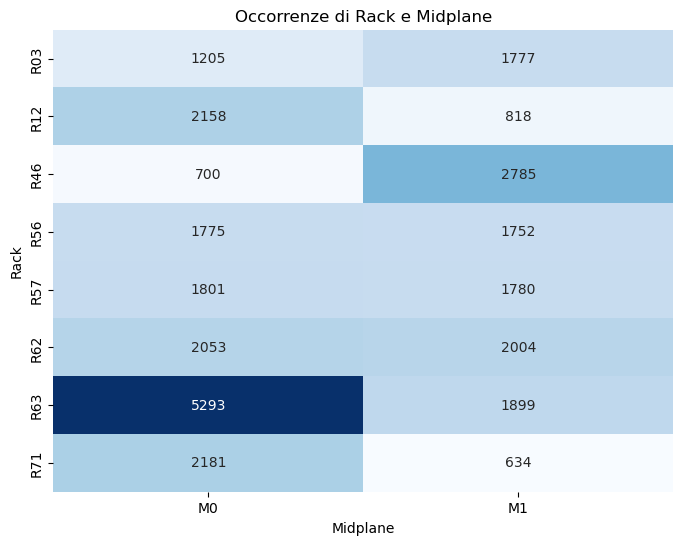 Occorrenze di Rack e Midplane
Rack
R03 1205 1777
R12 2158 818
R46 700 2785
R56 1775 1752
R57 1801 1780
R62 2053 2004
R63 5293 1899
R71 2181 634
M0 M1
Midplane